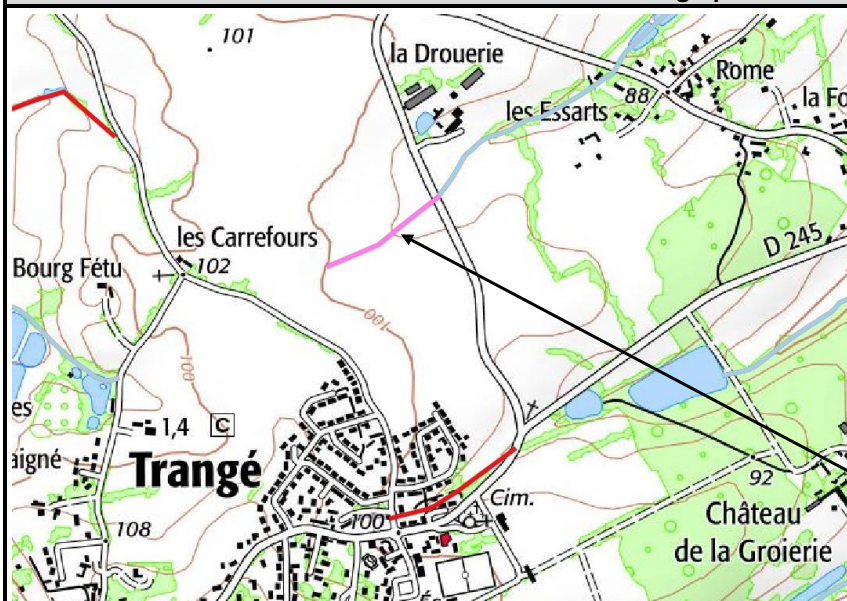 101
la Drouerie
Rome
88
les Essarts
la Fo
les Carrefours
102
D 245
Bourg Fétu
100
100
es
1,4
C
aigné
Trangé
92
Cim.
100
108
Château
de la Groierie